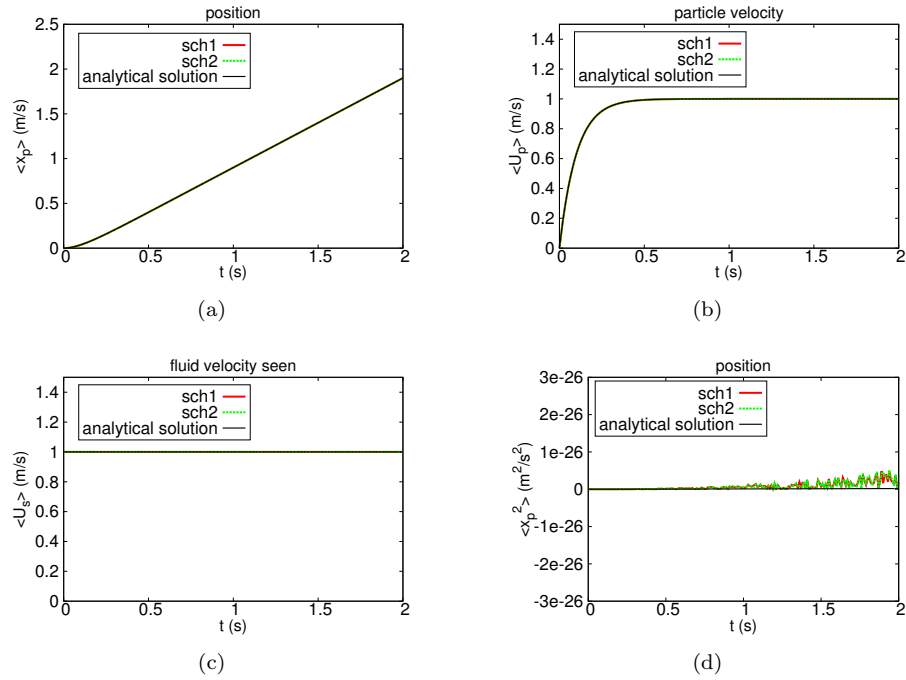 position
2.5
2
1.5
1
0.5
0
<x_p> (m/s)
sch1
sch2
analytical solution
0 0.5 1 1.5 2
t (s)
(a)
particle velocity
1.4
1.2
1
0.8
0.6
0.4
0.2
0
<U_p> (m/s)
sch1
sch2
analytical solution
0 0.5 1 1.5 2
t (s)
(b)
fluid velocity seen
1.4
1.2
1
0.8
0.6
0.4
0.2
0
<U_s> (m/s)
sch1
sch2
analytical solution
0 0.5 1 1.5 2
t (s)
(c)
position
3e-26
2e-26
1e-26
0
-1e-26
-2e-26
-3e-26
<x_p^2> (m^2/s^2)
sch1
sch2
analytical solution
0 0.5 1 1.5 2
t (s)
(d)